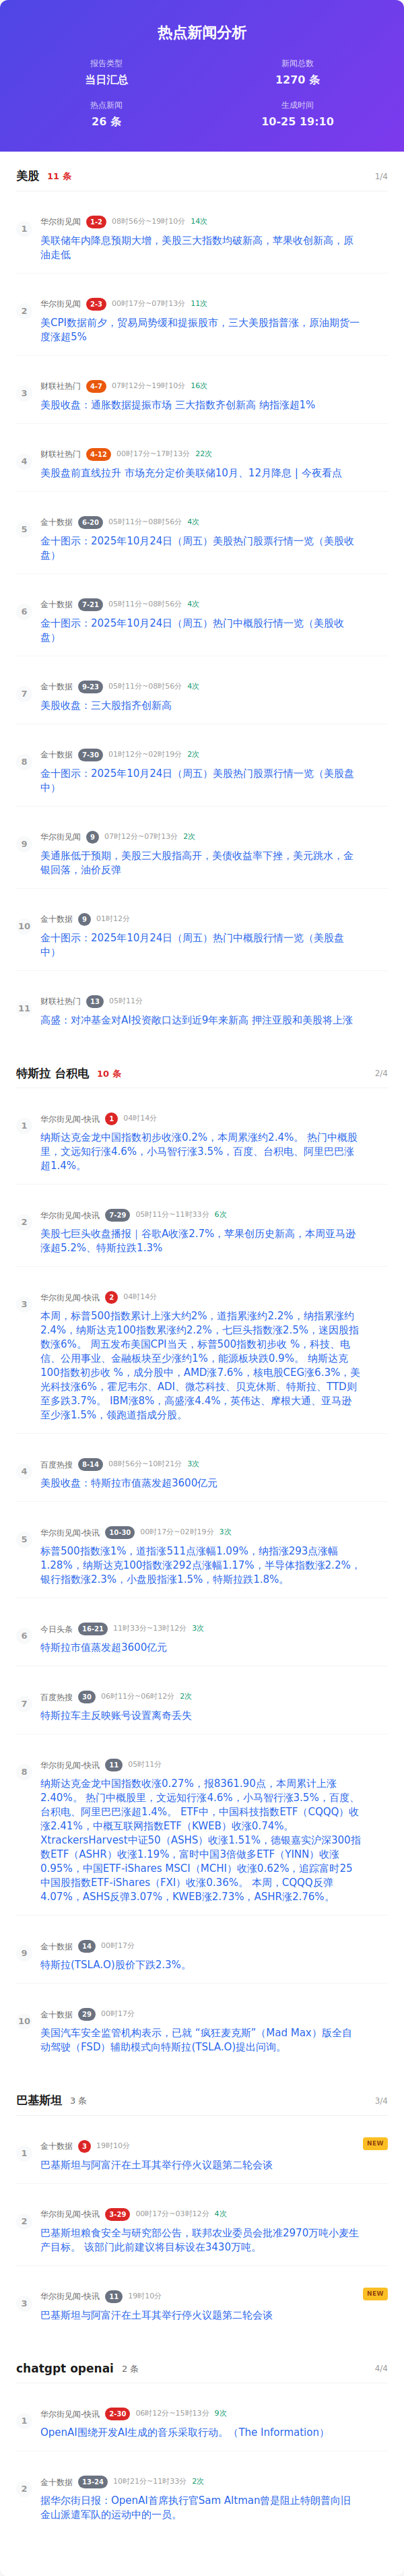 热点新闻分析
报告类型 新闻总数
当日汇总 1270 条
热点新闻 生成时间
26 条 10-25 19:10
美股 11 条 1/4
1 华尔街见闻 1-2 08时56分~19时10分 14次
美联储年内降息预期大增，美股三大指数均破新高，苹果收创新高，原
油走低
2 华尔街见闻 2-3 00时17分~07时13分 11次
美CPI数据前夕，贸易局势缓和提振股市，三大美股指普涨，原油期货一
度涨超5%
3 财联社热门 4-7 07时12分~19时10分 16次
美股收盘：通胀数据提振市场 三大指数齐创新高 纳指涨超1%
4 财联社热门 4-12 00时17分~17时13分 22次
美股盘前直线拉升 市场充分定价美联储10月、12月降息 | 今夜看点
5 金十数据 6-20 05时11分~08时56分 4次
金十图示：2025年10月24日（周五）美股热门股票行情一览（美股收
盘）
6 金十数据 7-21 05时11分~08时56分 4次
金十图示：2025年10月24日（周五）热门中概股行情一览（美股收
盘）
7 金十数据 9-23 05时11分~08时56分 4次
美股收盘：三大股指齐创新高
8 金十数据 7-30 01时12分~02时19分 2次
金十图示：2025年10月24日（周五）美股热门股票行情一览（美股盘
中）
9 华尔街见闻 9 07时12分~07时13分 2次
美通胀低于预期，美股三大股指高开，美债收益率下挫，美元跳水，金
银回落，油价反弹
10 金十数据 9 01时12分
金十图示：2025年10月24日（周五）热门中概股行情一览（美股盘
中）
11 财联社热门 13 05时11分
高盛：对冲基金对AI投资敞口达到近9年来新高 押注亚股和美股将上涨
特斯拉 台积电 10 条 2/4
1 华尔街见闻-快讯 1 04时14分
纳斯达克金龙中国指数初步收涨0.2%，本周累涨约2.4%。 热门中概股
里，文远知行涨4.6%，小马智行涨3.5%，百度、台积电、阿里巴巴涨
超1.4%。
2 华尔街见闻-快讯 7-29 05时11分~11时33分 6次
美股七巨头收盘播报｜谷歌A收涨2.7%，苹果创历史新高，本周亚马逊
涨超5.2%、特斯拉跌1.3%
3 华尔街见闻-快讯 2 04时14分
本周，标普500指数累计上涨大约2%，道指累涨约2.2%，纳指累涨约
2.4%，纳斯达克100指数累涨约2.2%，七巨头指数涨2.5%，迷因股指
数涨6%。 周五发布美国CPI当天，标普500指数初步收 %，科技、电
信、公用事业、金融板块至少涨约1%，能源板块跌0.9%。 纳斯达克
100指数初步收 %，成分股中，AMD涨7.6%，核电股CEG涨6.3%，美
光科技涨6%，霍尼韦尔、ADI、微芯科技、贝克休斯、特斯拉、TTD则
至多跌3.7%。 IBM涨8%，高盛涨4.4%，英伟达、摩根大通、亚马逊
至少涨1.5%，领跑道指成分股。
4 百度热搜 8-14 08时56分~10时21分 3次
美股收盘：特斯拉市值蒸发超3600亿元
5 华尔街见闻-快讯 10-30 00时17分~02时19分 3次
标普500指数涨1%，道指涨511点涨幅1.09%，纳指涨293点涨幅
1.28%，纳斯达克100指数涨292点涨幅1.17%，半导体指数涨2.2%，
银行指数涨2.3%，小盘股指涨1.5%，特斯拉跌1.8%。
6 今日头条 16-21 11时33分~13时12分 3次
特斯拉市值蒸发超3600亿元
7 百度热搜 30 06时11分~06时12分 2次
特斯拉车主反映账号设置离奇丢失
8 华尔街见闻-快讯 11 05时11分
纳斯达克金龙中国指数收涨0.27%，报8361.90点，本周累计上涨
2.40%。 热门中概股里，文远知行涨4.6%，小马智行涨3.5%，百度、
台积电、阿里巴巴涨超1.4%。 ETF中，中国科技指数ETF（CQQQ）收
涨2.41%，中概互联网指数ETF（KWEB）收涨0.74%。
XtrackersHarvest中证50（ASHS）收涨1.51%，德银嘉实沪深300指
数ETF（ASHR）收涨1.19%，富时中国3倍做多ETF（YINN）收涨
0.95%，中国ETF-iShares MSCI（MCHI）收涨0.62%，追踪富时25
中国股指数ETF-iShares（FXI）收涨0.36%。 本周，CQQQ反弹
4.07%，ASHS反弹3.07%，KWEB涨2.73%，ASHR涨2.76%。
9 金十数据 14 00时17分
特斯拉(TSLA.O)股价下跌2.3%。
10 金十数据 29 00时17分
美国汽车安全监管机构表示，已就 “疯狂麦克斯”（Mad Max）版全自
动驾驶（FSD）辅助模式向特斯拉(TSLA.O)提出问询。
巴基斯坦 3 条 3/4
1 金十数据 3 19时10分 NEW
巴基斯坦与阿富汗在土耳其举行停火议题第二轮会谈
2 华尔街见闻-快讯 3-29 00时17分~03时12分 4次
巴基斯坦粮食安全与研究部公告，联邦农业委员会批准2970万吨小麦生
产目标。 该部门此前建议将目标设在3430万吨。
3 华尔街见闻-快讯 11 19时10分 NEW
巴基斯坦与阿富汗在土耳其举行停火议题第二轮会谈
chatgpt openai 2 条 4/4
1 华尔街见闻-快讯 2-30 06时12分~15时13分 9次
OpenAI围绕开发AI生成的音乐采取行动。（The Information）
2 金十数据 13-24 10时21分~11时33分 2次
据华尔街日报：OpenAI首席执行官Sam Altman曾是阻止特朗普向旧
金山派遣军队的运动中的一员。